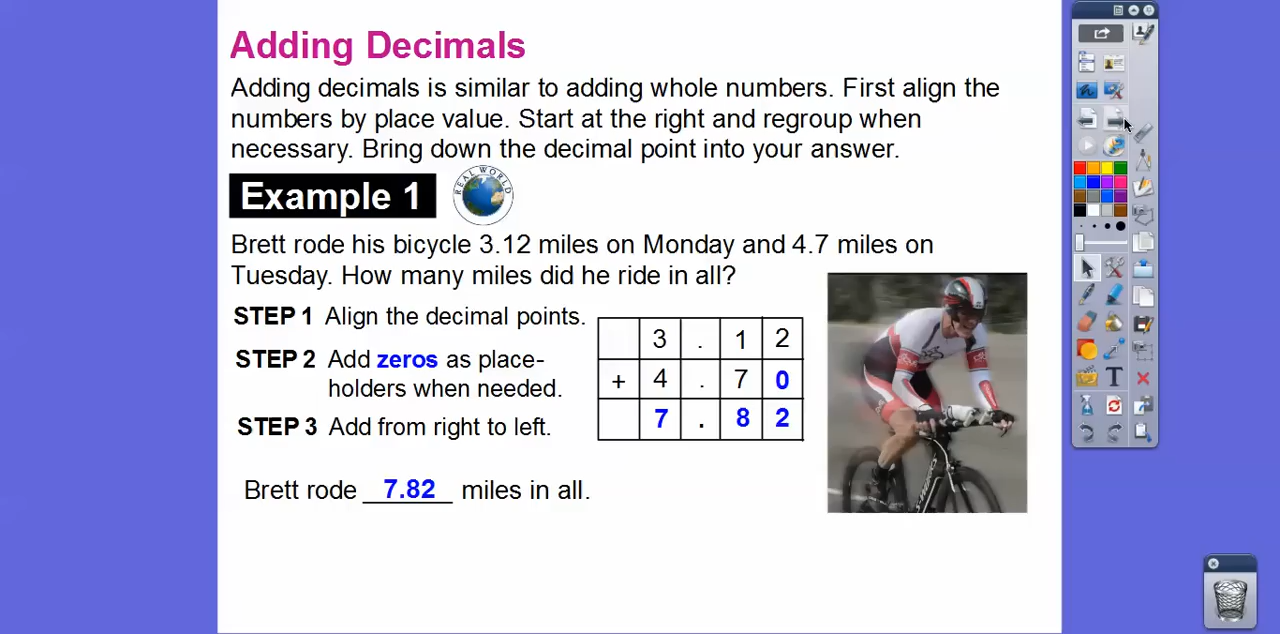 Adding Decimals
Adding decimals is similar to adding whole numbers. First align the
numbers by place value. Start at the right and regroup when
necessary. Bring down the decimal point into your answer.
Example 1
REAL WORLD
Brett rode his bicycle 3.12 miles on Monday and 4.7 miles on
Tuesday. How many miles did he ride in all?
STEP 1 Align the decimal points.
STEP 2 Add zeros as place-
holders when needed.
STEP 3 Add from right to left.
3 . 1 2
+ 4 . 7 0
7 . 8 2
Brett rode 7.82 miles in all.
T